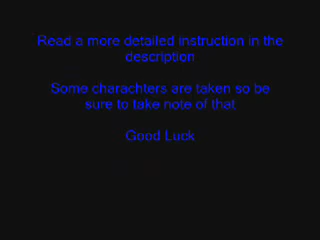 Read a more detailed instruction in the
description
Some charachters are taken so be
sure to take note of that
Good Luck